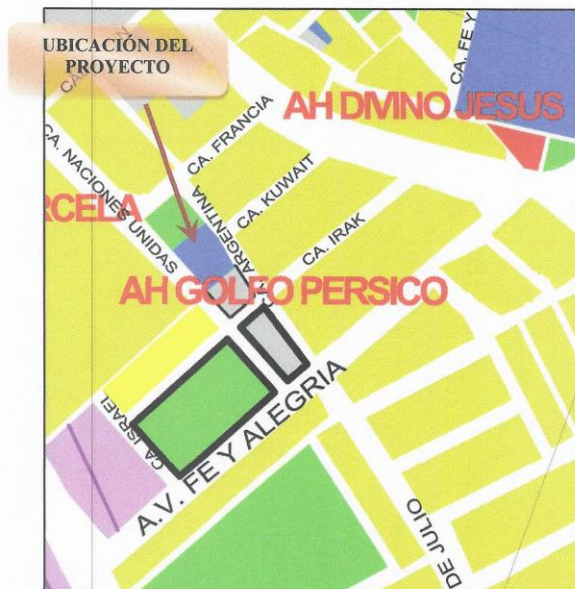 UBICACIÓN DEL
PROYECTO
CA. FE Y
AH DIVINO JESUS
CA. FRANCIA
CA. NACIONES UNIDAS
ARGENTINA
CA. KUWAIT
RCELA
CA. IRAK
AH GOLFO PERSICO
CA. ISRAEL
A.V. FE Y ALEGRIA
DE JULIO